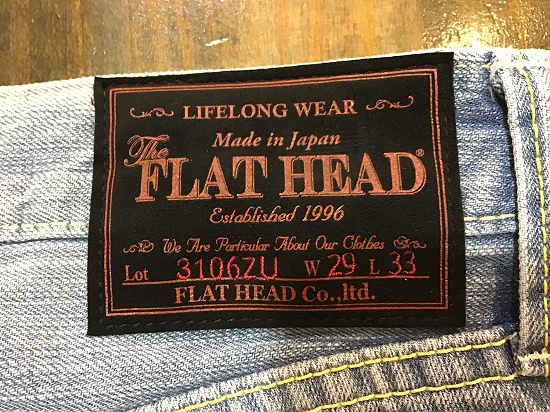 LIFELONG WEAR
Made in Japan
The
FLAT HEAD®
Established 1996
We Are Particular About Our Clothes
Lot 3106ZU W 29 L 33
FLAT HEAD Co.,ltd.